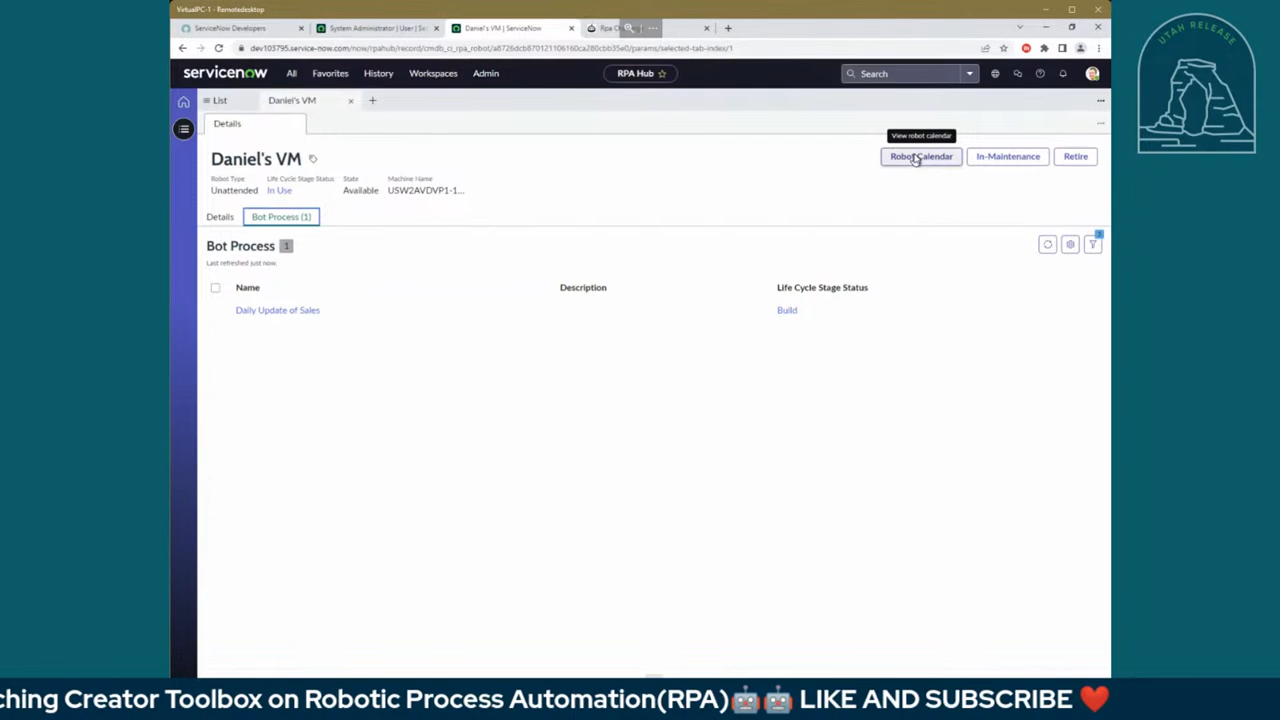 VirtualPC-1 - Remotedesktop
ServiceNow Developers
System Administrator | User | Se
Daniel's VM | ServiceNow
Rpa C
dev103795.service-now.com/now/rpahub/record/cmdb_ci_rpa_robot/a8726dcb870121106160ca280cbb35e0/params/selected-tab-index/1
servicenow All Favorites History Workspaces Admin RPA Hub Search
List Daniel's VM
Details
View robot calendar
Daniel's VM
Robot Calendar In-Maintenance Retire
Robot Type Life Cycle Stage Status State Machine Name
Unattended In Use Available USW2AVDVP1-1...
Details Bot Process (1)
Bot Process 1
Last refreshed just now.
Name Description Life Cycle Stage Status
Daily Update of Sales Build
UTAH RELEASE
ching Creator Toolbox on Robotic Process Automation(RPA)🤖🤖 LIKE AND SUBSCRIBE ❤️